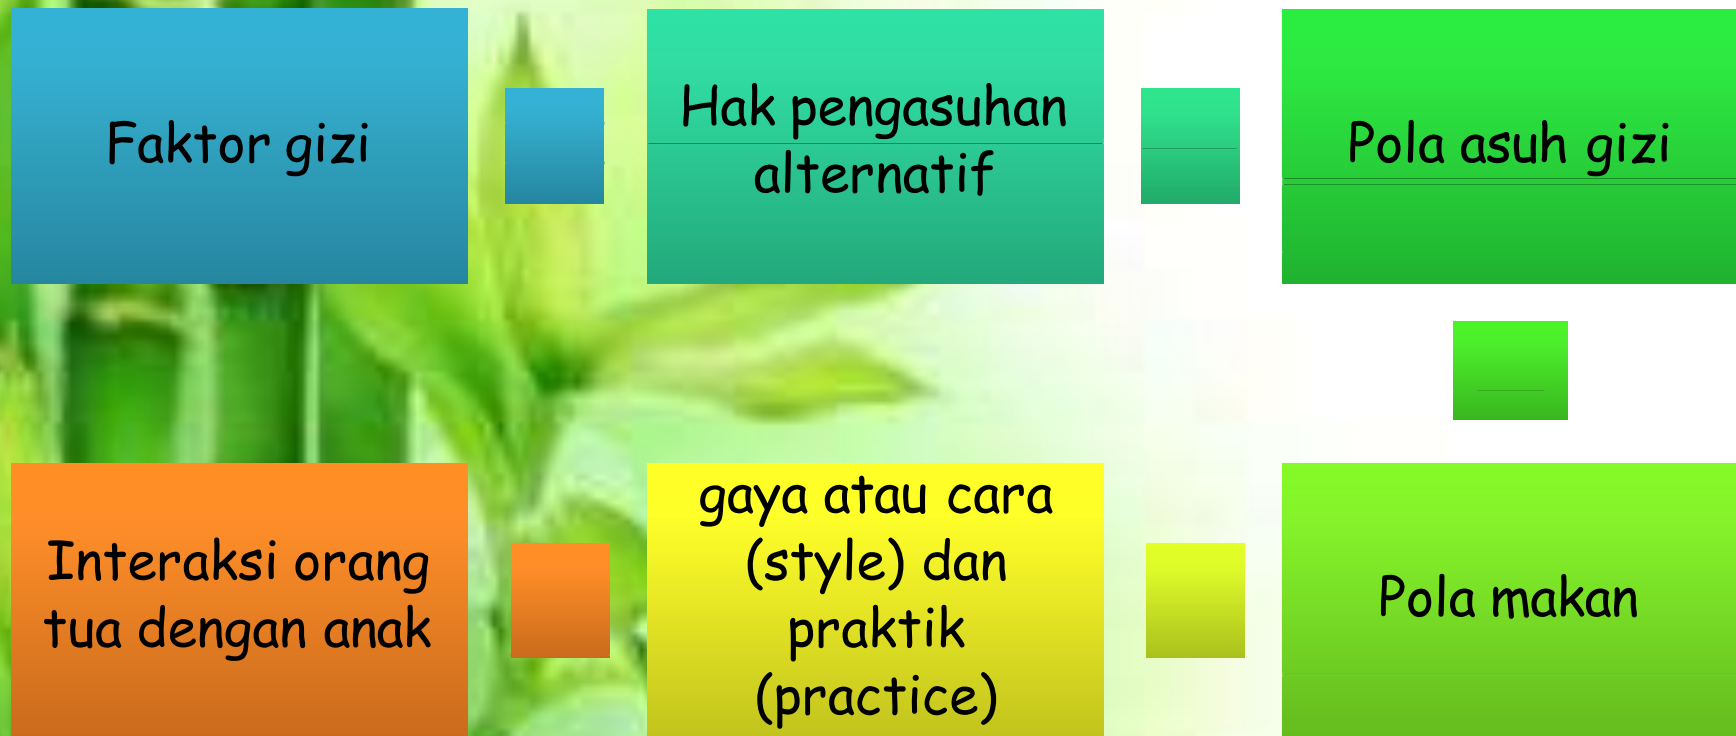 Faktor gizi
Hak pengasuhan
alternatif
Pola asuh gizi
Interaksi orang
tua dengan anak
gaya atau cara
(style) dan
praktik
(practice)
Pola makan